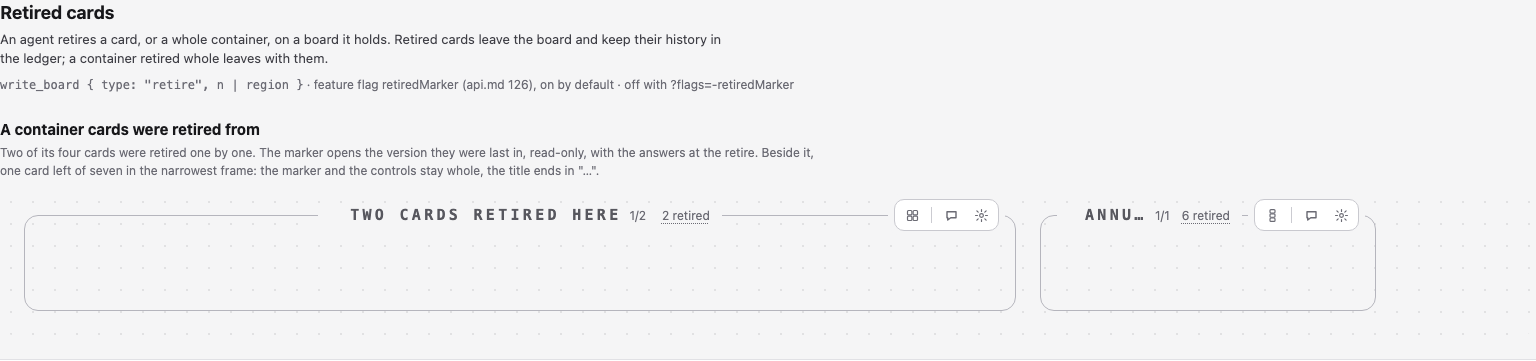 Retired cards
An agent retires a card, or a whole container, on a board it holds. Retired cards leave the board and keep their history in
the ledger; a container retired whole leaves with them.
write_board { type: "retire", n | region } · feature flag retiredMarker (api.md 126), on by default · off with ?flags=-retiredMarker
A container cards were retired from
Two of its four cards were retired one by one. The marker opens the version they were last in, read-only, with the answers at the retire. Beside it,
one card left of seven in the narrowest frame: the marker and the controls stay whole, the title ends in "…".
TWO CARDS RETIRED HERE 1/2 2 retired
ANNU… 1/1 6 retired